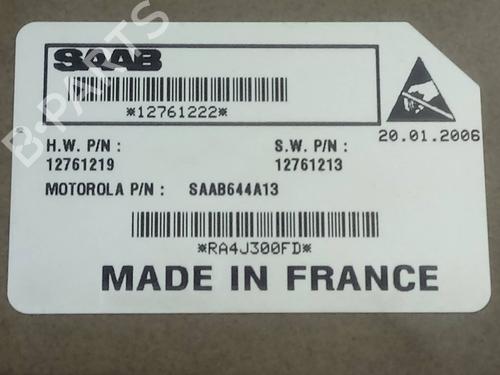 SAAB
*12761222*
20.01.2006
H.W. P/N :
12761219
S.W. P/N :
12761213
MOTOROLA P/N : SAAB644A13
*RA4J300FD*
MADE IN FRANCE
B-PARTS